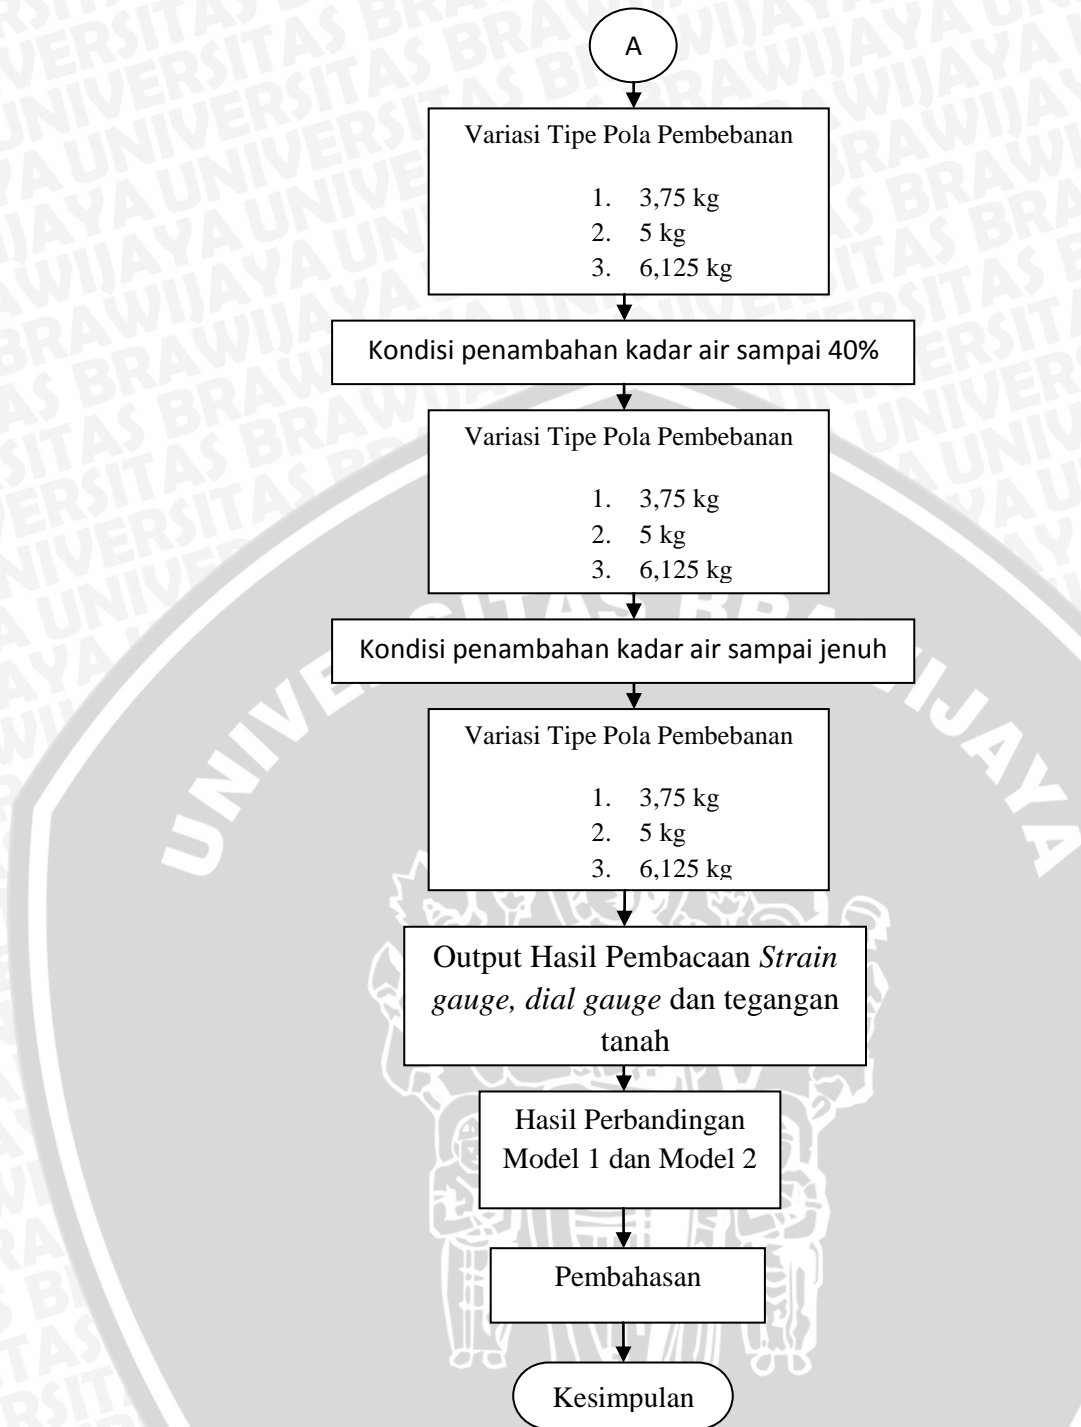 A
Variasi Tipe Pola Pembebanan
1. 3,75 kg
2. 5 kg
3. 6,125 kg
Kondisi penambahan kadar air sampai 40%
Variasi Tipe Pola Pembebanan
1. 3,75 kg
2. 5 kg
3. 6,125 kg
Kondisi penambahan kadar air sampai jenuh
Variasi Tipe Pola Pembebanan
1. 3,75 kg
2. 5 kg
3. 6,125 kg
Output Hasil Pembacaan Strain
gauge, dial gauge dan tegangan
tanah
Hasil Perbandingan
Model 1 dan Model 2
Pembahasan
Kesimpulan